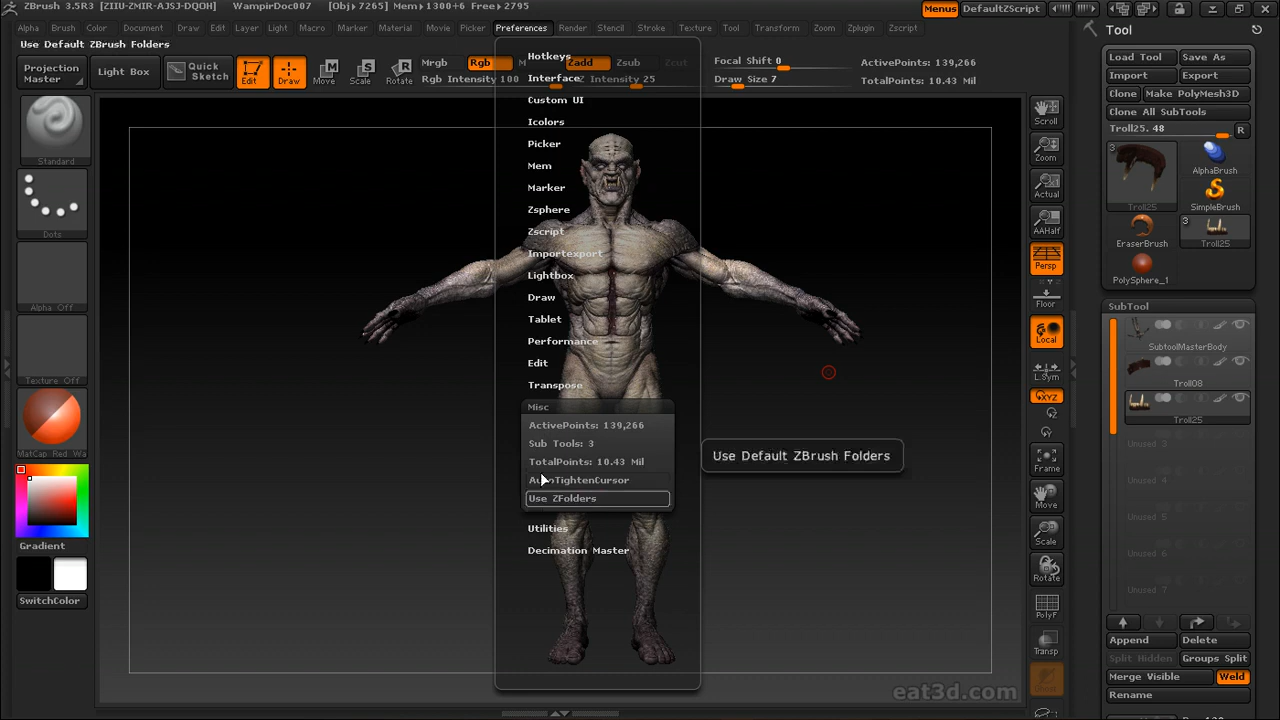 ZBrush 3.5R3 [ZIIU-ZMIR-AJSJ-DQOH] WampirDoc007 [Obj▸7265] Mem▸1300+6 Free▸2795 Menus DefaultZScript
Alpha Brush Color Document Draw Edit Layer Light Macro Marker Material Movie Picker Preferences Render Stencil Stroke Texture Tool Transform Zoom Zplugin Zscript
Use Default ZBrush Folders
Projection Master
Light Box
Quick Sketch
Edit
Draw
Move
Scale
Rotate
Mrgb Rgb M Zadd Zsub Zcut
Rgb Intensity 100 Z Intensity 25
Focal Shift 0
Draw Size 7
ActivePoints: 139,266
TotalPoints: 10.43 Mil
Standard
Dots
Alpha Off
Texture Off
MatCap Red Wa
Gradient
SwitchColor
Hotkeys
Interface
Custom UI
Icolors
Picker
Mem
Marker
Zsphere
Zscript
Importexport
Lightbox
Draw
Tablet
Performance
Edit
Transpose
Misc
ActivePoints: 139,266
Sub Tools: 3
TotalPoints: 10.43 Mil
AutoTightenCursor
Use ZFolders
Utilities
Decimation Master
Use Default ZBrush Folders
Scroll
Zoom
Actual
AAHalf
Persp
Floor
Local
L.Sym
XYZ
Frame
Move
Scale
Rotate
PolyF
Transp
Tool
Load Tool Save As
Import Export
Clone Make PolyMesh3D
Clone All SubTools
Troll25. 48 R
3
Troll25
AlphaBrush
SimpleBrush
EraserBrush
3
Troll25
PolySphere_1
SubTool
SubtoolMasterBody
Troll08
Troll25
Unused 3
Unused 4
Unused 5
Unused 6
Unused 7
Append Delete
Split Hidden Groups Split
Merge Visible Weld
Rename
eat3d.com